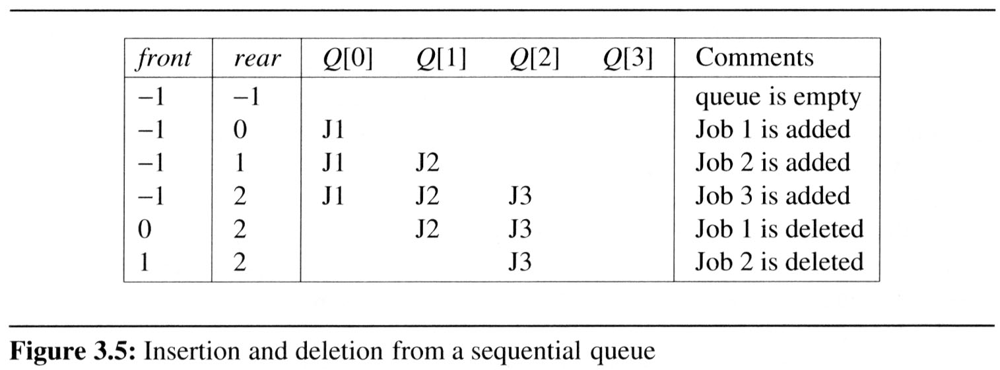 front rear Q[0] Q[1] Q[2] Q[3] Comments
−1 −1 queue is empty
−1 0 J1 Job 1 is added
−1 1 J1 J2 Job 2 is added
−1 2 J1 J2 J3 Job 3 is added
0 2 J2 J3 Job 1 is deleted
1 2 J3 Job 2 is deleted
Figure 3.5: Insertion and deletion from a sequential queue